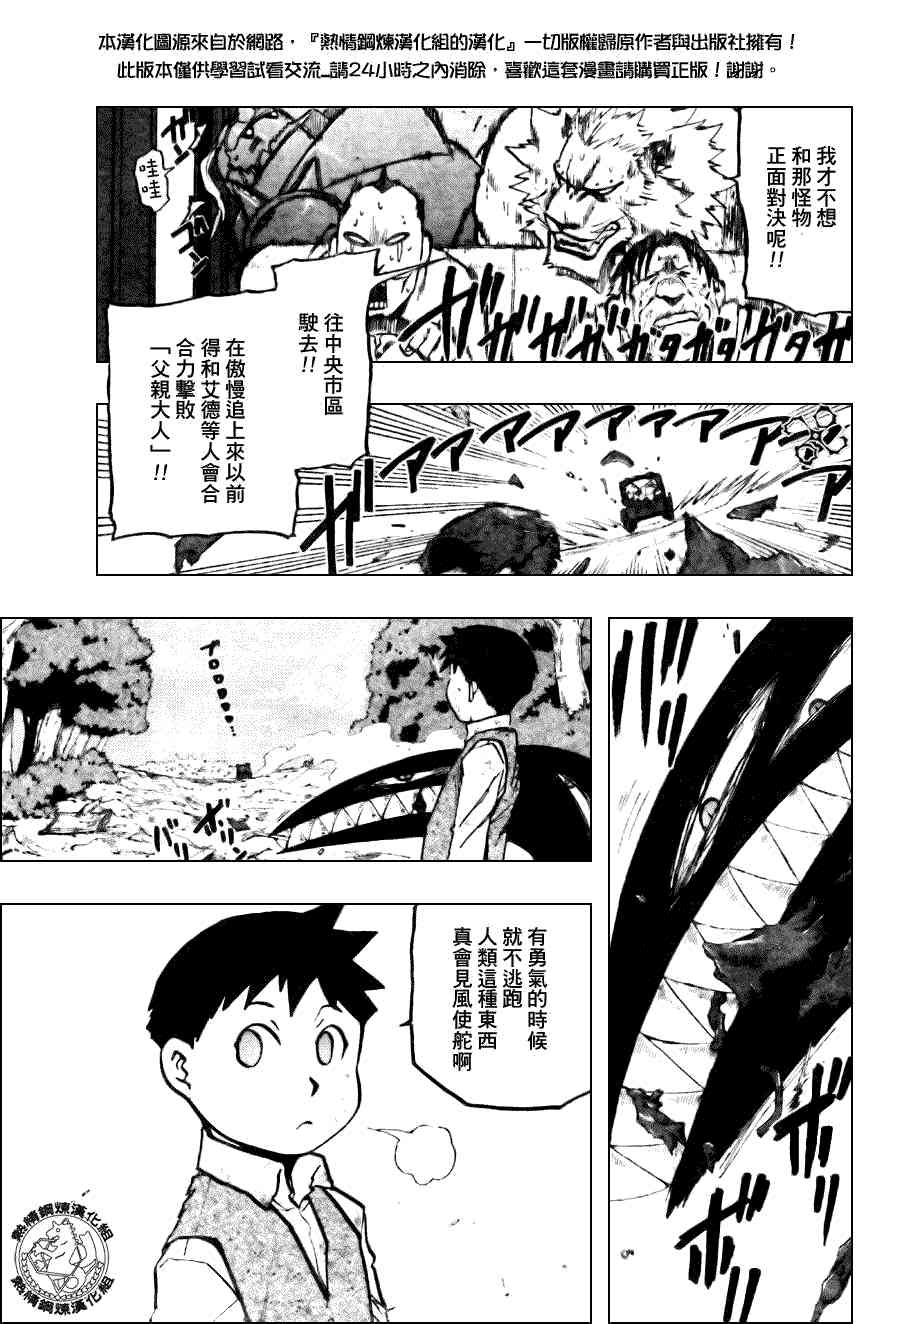 本漢化圖源來自於網路，『熱情鋼煉漢化組的漢化』一切版權歸原作者與出版社擁有！
此版本僅供學習試看交流_請24小時之內消除，喜歡這套漫畫請購買正版！謝謝。
我才不想
和那怪物
正面對決呢!!
哇哇
ガガガガタガタ
往中央市區
駛去!!
在傲慢追上來以前
得和艾德等人會合
合力擊敗
「父親大人」!!
アアアアアアアア
ブロロロロ…
有勇氣的時候
就不逃跑
人類這種東西
真會見風使舵啊
ボボ
熱情鋼煉漢化組
熱情鋼煉漢化組